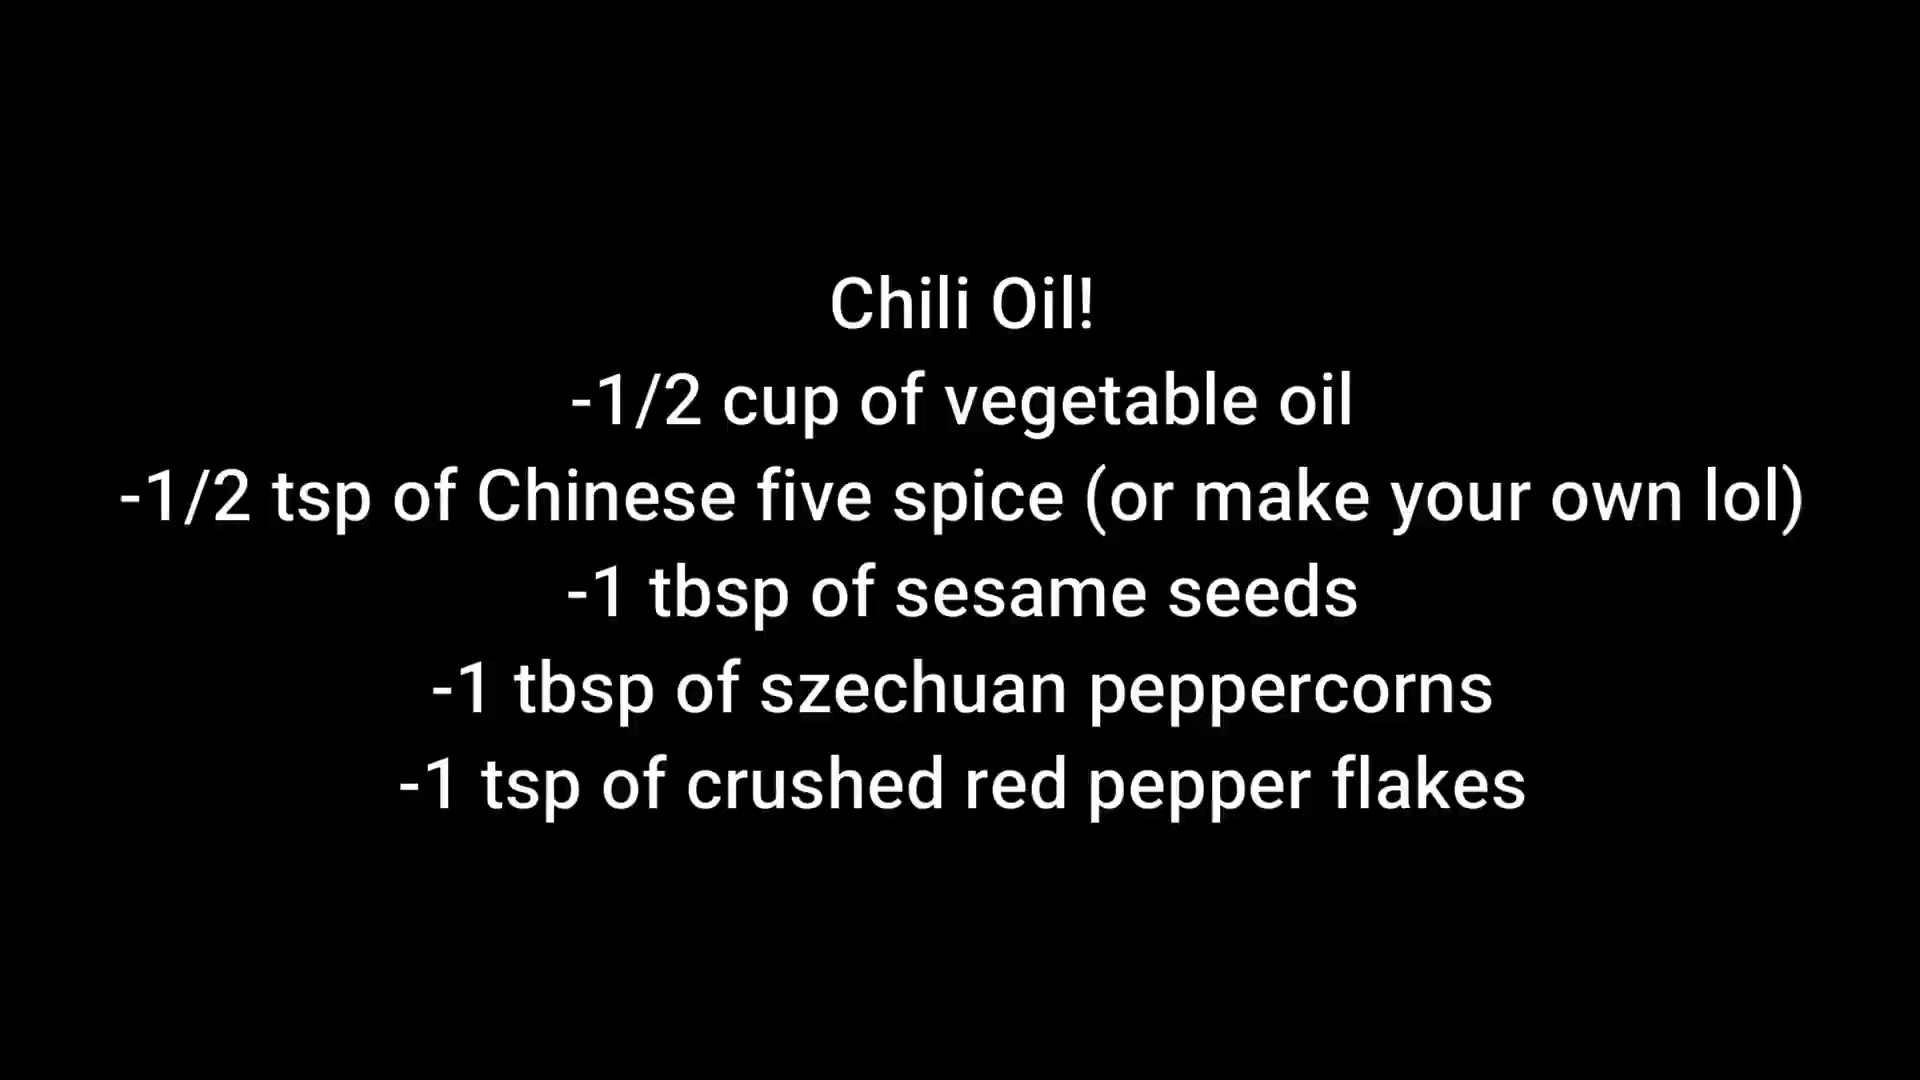 Chili Oil!
-1/2 cup of vegetable oil
-1/2 tsp of Chinese five spice (or make your own lol)
-1 tbsp of sesame seeds
-1 tbsp of szechuan peppercorns
-1 tsp of crushed red pepper flakes